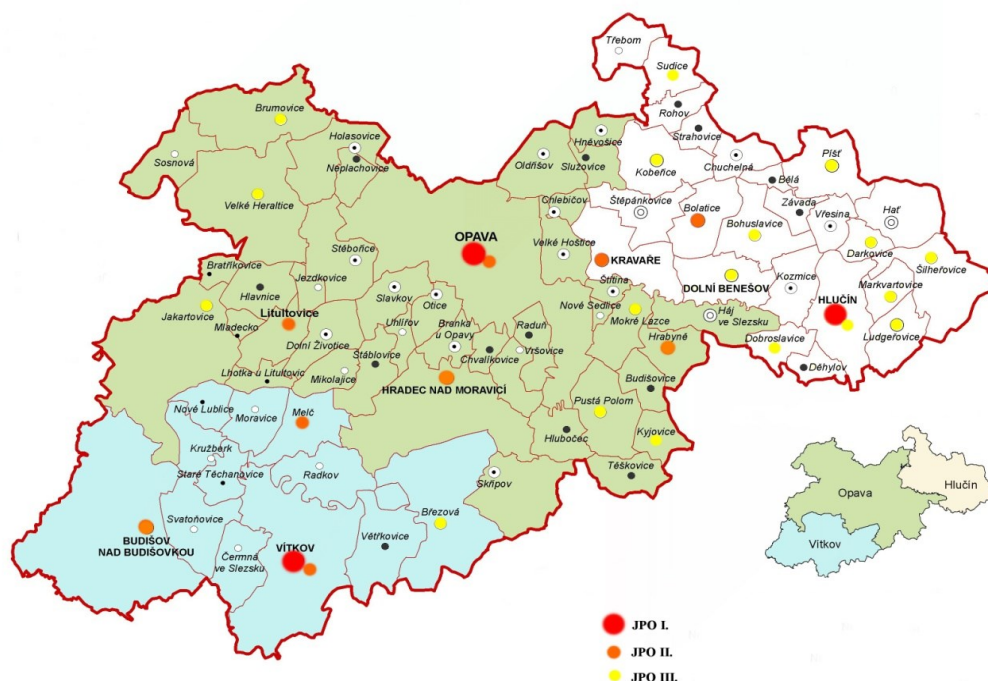 Třebom
Sudice
Rohov
Strahovice
Brumovice
Holasovice
Hněvošice
Oldřišov
Služovice
Sosnová
Neplachovice
Kobeřice
Chuchelná
Píšť
Bělá
Velké Heraltice
Chlebičov
Štěpánkovice
Bolatice
Závada
Hať
Vřesina
Bohuslavice
OPAVA
Velké Hoštice
Stěbořice
KRAVAŘE
Darkovice
Šilheřovice
Bratříkovice
Jezdkovice
Hlavnice
Štítina
DOLNÍ BENEŠOV
Kozmice
Markvartovice
Slavkov
Otice
Nové Sedlice
HLUČÍN
Jakartovice
Litultovice
Mladecko
Uhlířov
Branka
u Opavy
Raduň
Mokré Lazce
Háj
ve Slezsku
Dolní Životice
Vršovice
Hrabyně
Dobroslavice
Ludgeřovice
Stáblovice
Chvalíkovice
Děhylov
Lhotka u Litultovic
Mikolajice
HRADEC NAD MORAVICÍ
Budišovice
Nové Lublice
Moravice
Melč
Pustá Polom
Hlubočec
Kyjovice
Kružberk
Radkov
Těškovice
Staré Těchanovice
Skřipov
Svatoňovice
Březová
BUDIŠOV
NAD BUDIŠOVKOU
Čermná
ve Slezsku
VÍTKOV
Větřkovice
Opava
Hlučín
Vítkov
JPO I.
JPO II.
JPO III.